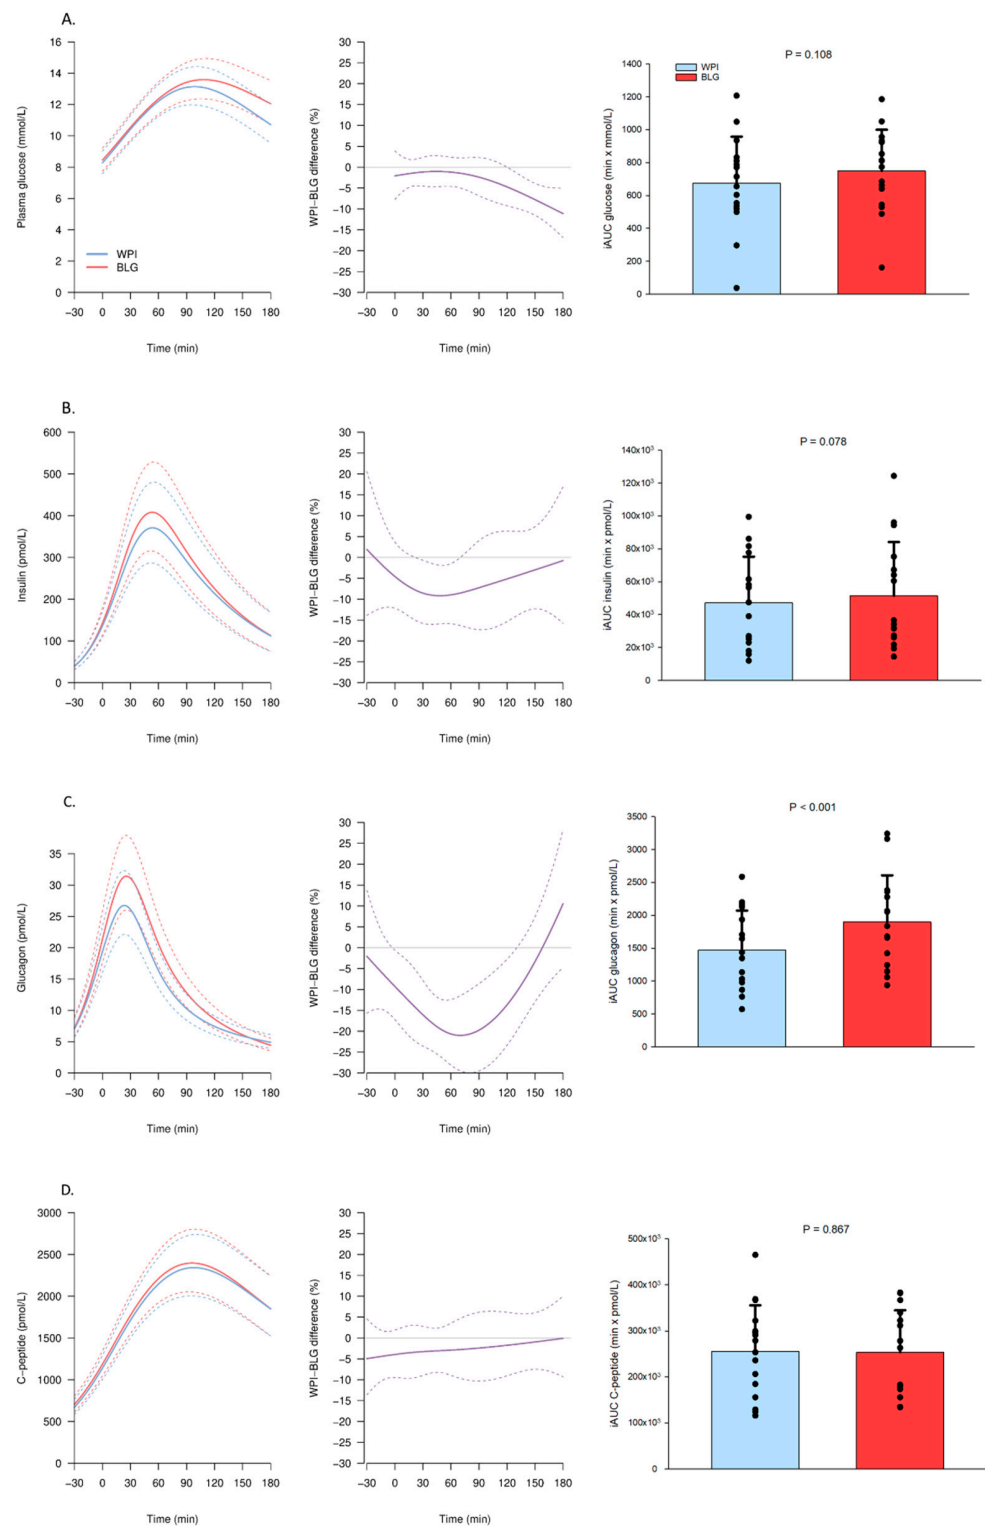 A.
16
14
12
10
8
6
4
2
0
Plasma glucose (mmol/L)
WPI
BLG
−30 0 30 60 90 120 150 180
Time (min)
30
25
20
15
10
5
0
−5
−10
−15
−20
−25
−30
WPI−BLG difference (%)
−30 0 30 60 90 120 150 180
Time (min)
P = 0.108
WPI
BLG
1400
1200
1000
800
600
400
200
0
iAUC glucose (min x mmol/L)
B.
600
500
400
300
200
100
0
Insulin (pmol/L)
−30 0 30 60 90 120 150 180
Time (min)
30
25
20
15
10
5
0
−5
−10
−15
−20
−25
−30
WPI−BLG difference (%)
−30 0 30 60 90 120 150 180
Time (min)
P = 0.078
140x10³
120x10³
100x10³
80x10³
60x10³
40x10³
20x10³
0
iAUC insulin (min x pmol/L)
C.
35
30
25
20
15
10
5
0
Glucagon (pmol/L)
−30 0 30 60 90 120 150 180
Time (min)
30
25
20
15
10
5
0
−5
−10
−15
−20
−25
−30
WPI−BLG difference (%)
−30 0 30 60 90 120 150 180
Time (min)
P < 0.001
3500
3000
2500
2000
1500
1000
500
0
iAUC glucagon (min x pmol/L)
D.
3000
2500
2000
1500
1000
500
0
C−peptide (pmol/L)
−30 0 30 60 90 120 150 180
Time (min)
30
25
20
15
10
5
0
−5
−10
−15
−20
−25
−30
WPI−BLG difference (%)
−30 0 30 60 90 120 150 180
Time (min)
P = 0.867
500x10³
400x10³
300x10³
200x10³
100x10³
0
iAUC C-peptide (min x pmol/L)